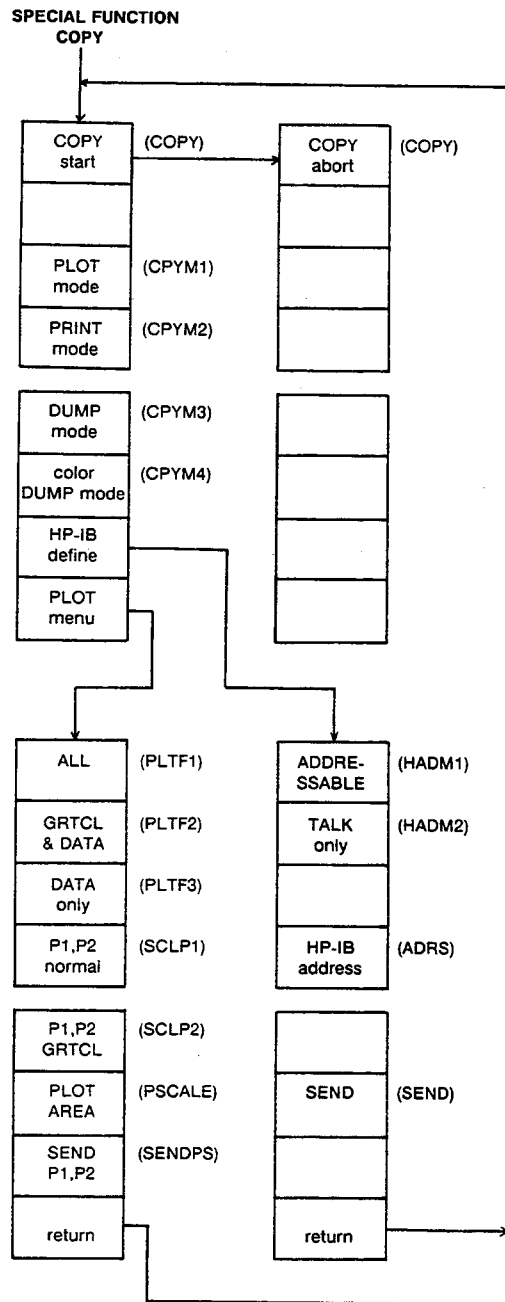 SPECIAL FUNCTION
COPY
COPY
start
(COPY)
COPY
abort
(COPY)
PLOT
mode
(CPYM1)
PRINT
mode
(CPYM2)
DUMP
mode
(CPYM3)
color
DUMP mode
(CPYM4)
HP-IB
define
PLOT
menu
ALL
(PLTF1)
GRTCL
& DATA
(PLTF2)
DATA
only
(PLTF3)
P1,P2
normal
(SCLP1)
P1,P2
GRTCL
(SCLP2)
PLOT
AREA
(PSCALE)
SEND
P1,P2
(SENDPS)
return
ADDRE-
SSABLE
(HADM1)
TALK
only
(HADM2)
HP-IB
address
(ADRS)
SEND
(SEND)
return